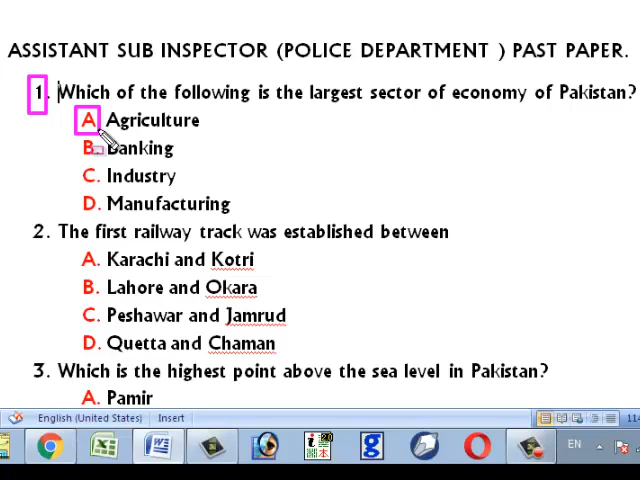 ASSISTANT SUB INSPECTOR (POLICE DEPARTMENT ) PAST PAPER.
1. Which of the following is the largest sector of economy of Pakistan?
A. Agriculture
B. Banking
C. Industry
D. Manufacturing
2. The first railway track was established between
A. Karachi and Kotri
B. Lahore and Okara
C. Peshawar and Jamrud
D. Quetta and Chaman
3. Which is the highest point above the sea level in Pakistan?
A. Pamir
English (United States) Insert 114
EN